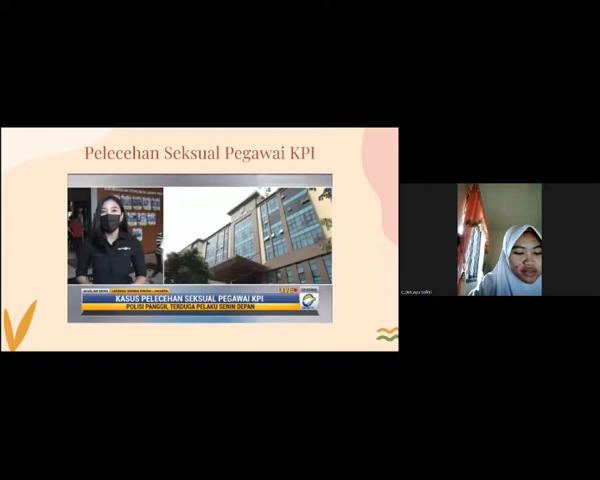 Pelecehan Seksual Pegawai KPI
LIVE
KASUS PELECEHAN SEKSUAL PEGAWAI KPI
POLISI PANGGIL TERDUGA PELAKU SENIN DEPAN